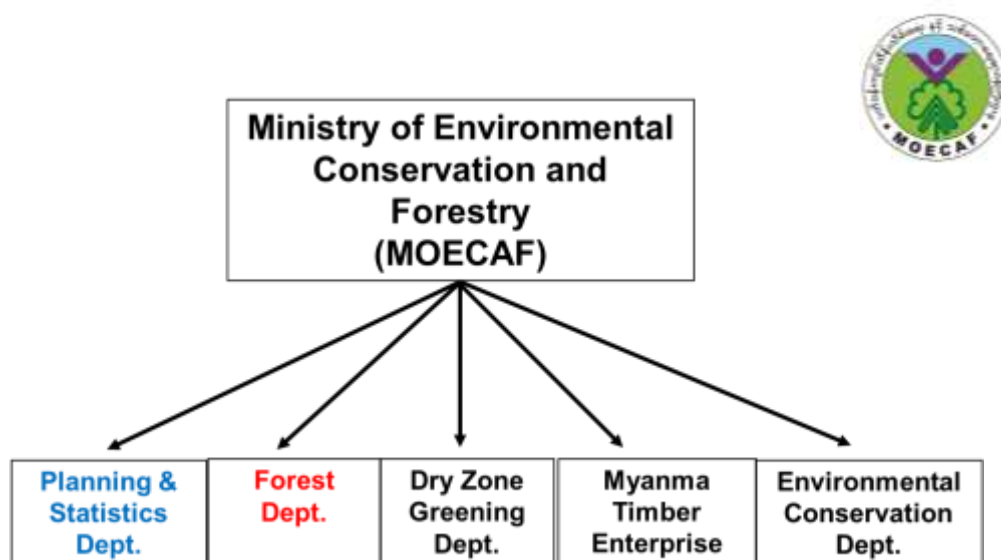 MOECAF
Ministry of Environmental
Conservation and
Forestry
(MOECAF)
Planning &
Statistics
Dept.
Forest
Dept.
Dry Zone
Greening
Dept.
Myanma
Timber
Enterprise
Environmental
Conservation
Dept.